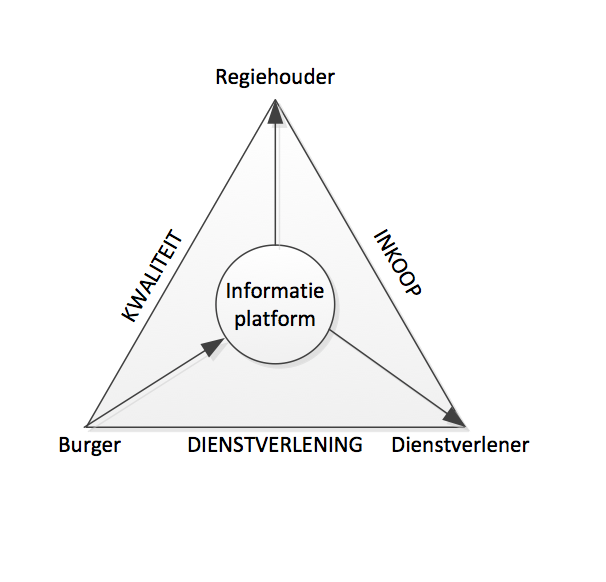 Regiehouder
KWALITEIT
INKOOP
Informatie
platform
Burger
DIENSTVERLENING
Dienstverlener